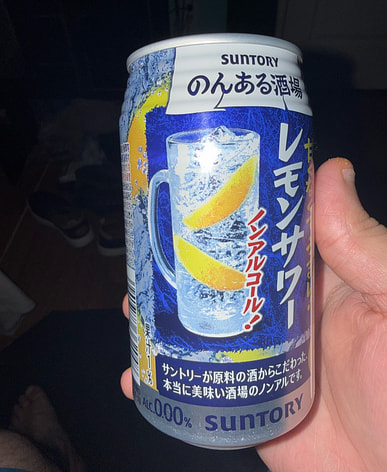 SUNTORY
のんある酒場
レモンサワー
ノンアルコール!
サントリーが原料の酒からこだわった、
本当に美味い酒場のノンアルです。
ALC.0.00%
SUNTORY